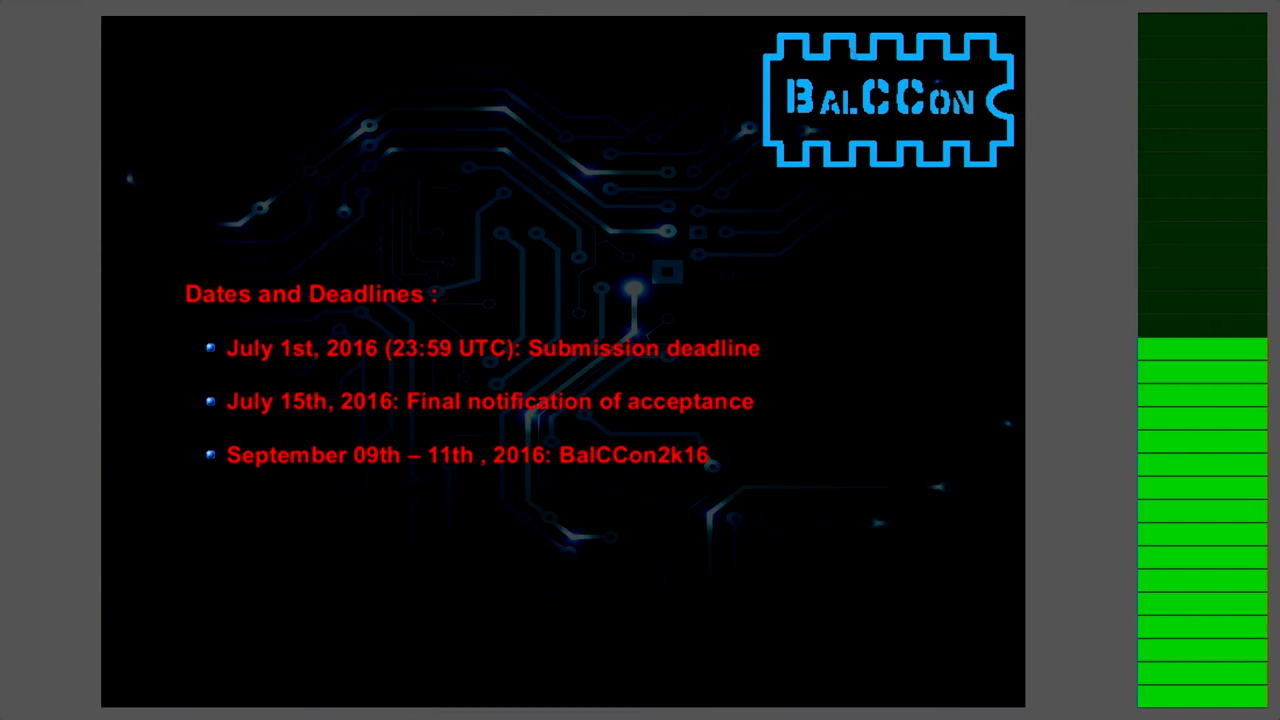 BALCCON
Dates and Deadlines :
July 1st, 2016 (23:59 UTC): Submission deadline
July 15th, 2016: Final notification of acceptance
September 09th – 11th , 2016: BalCCon2k16